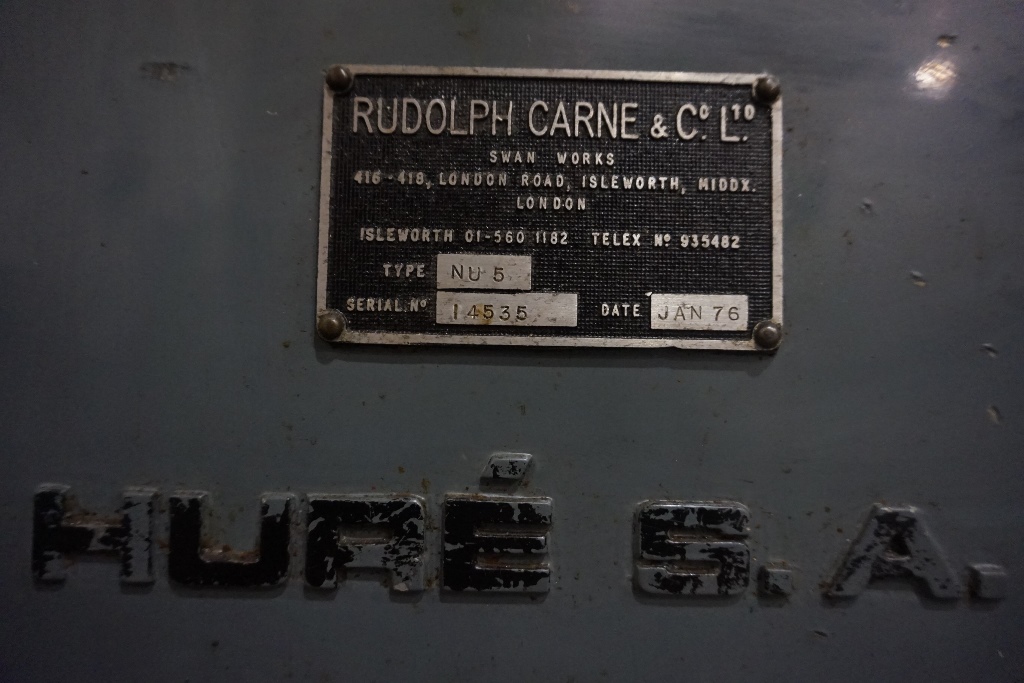 RUDOLPH CARNE & Cº. Lᵀᴰ.
SWAN WORKS
416-418, LONDON ROAD, ISLEWORTH, MIDDX.
LONDON
ISLEWORTH 01-560 1182 TELEX Nº 935482
TYPE NU 5
SERIAL.Nº 14535 DATE JAN 76
HURÉ S.A.